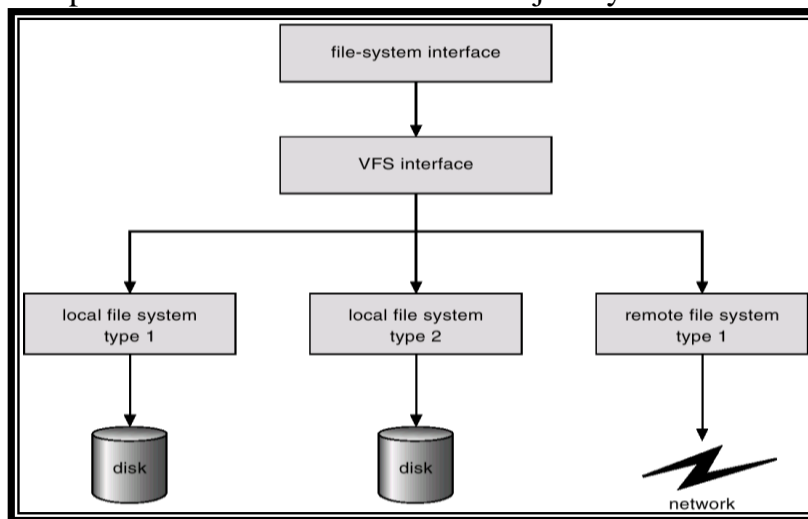 file-system interface
VFS interface
local file system
type 1
local file system
type 2
remote file system
type 1
disk
disk
network